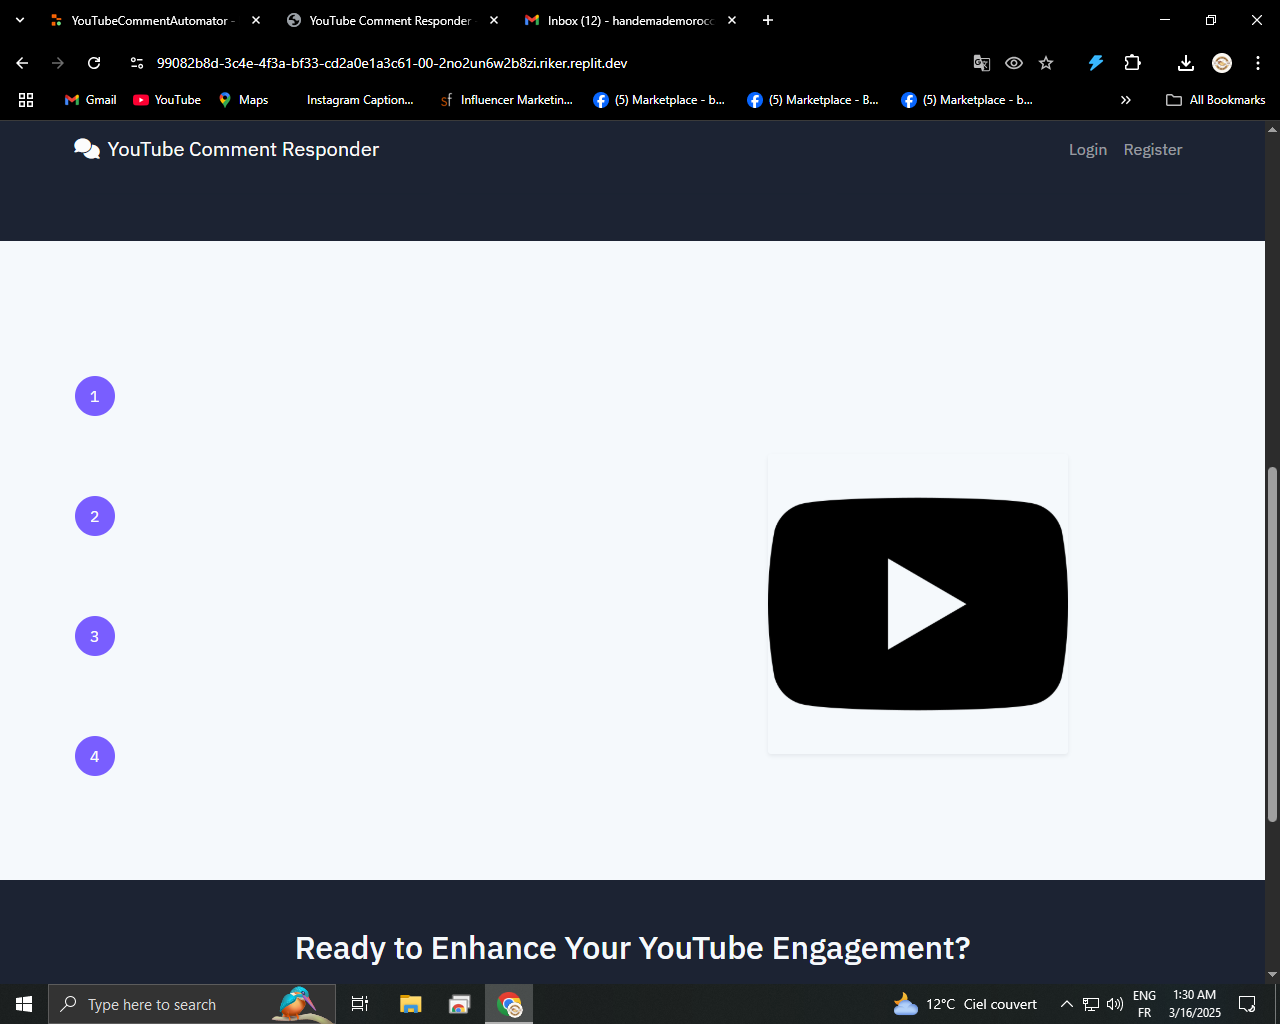 YouTubeCommentAutomator -
YouTube Comment Responder
Inbox (12) - handemademorocc
99082b8d-3c4e-4f3a-bf33-cd2a0e1a3c61-00-2no2un6w2b8zi.riker.replit.dev
Gmail
YouTube
Maps
Instagram Caption...
sf
Influencer Marketin...
(5) Marketplace - b...
(5) Marketplace - B...
(5) Marketplace - b...
All Bookmarks
YouTube Comment Responder
Login
Register
1
2
3
4
Ready to Enhance Your YouTube Engagement?
Type here to search
12°C Ciel couvert
ENG
FR
1:30 AM
3/16/2025